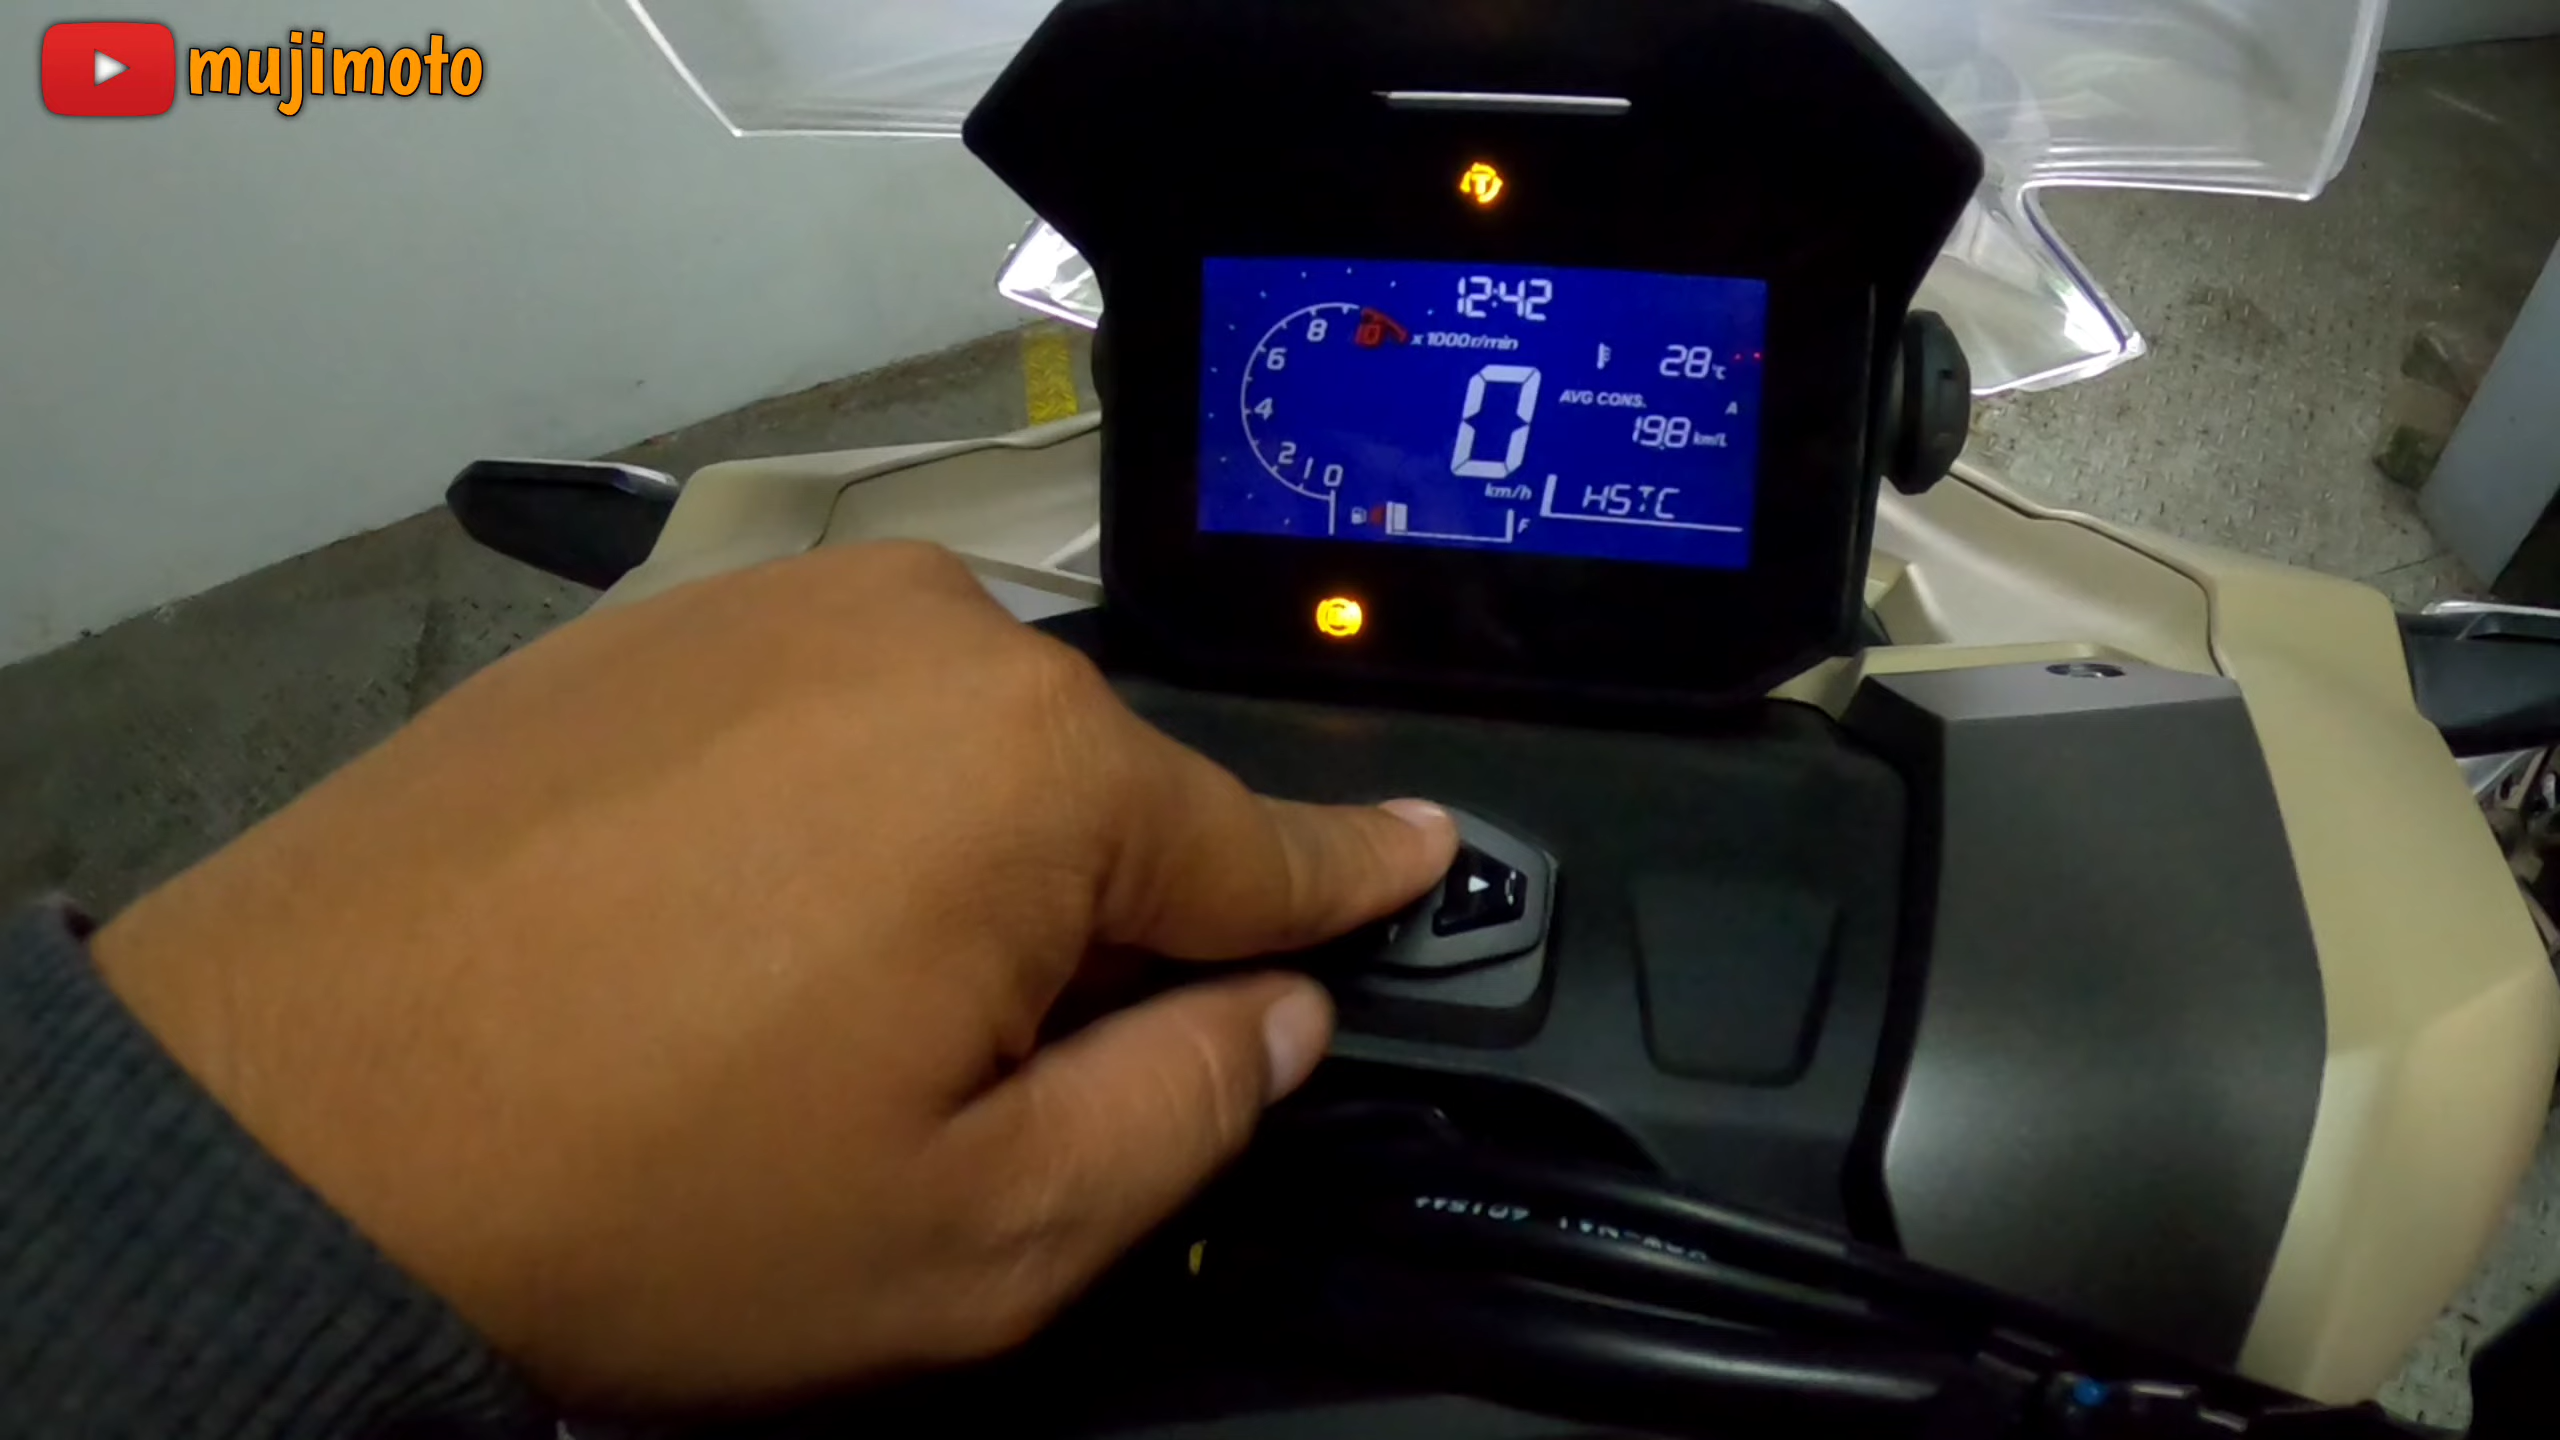 mujimoto
12:42
8 10 x 1000r/min
6
28°C
4
AVG CONS. A
19.8 km/L
0
2
1 0
km/h
HSTC
F